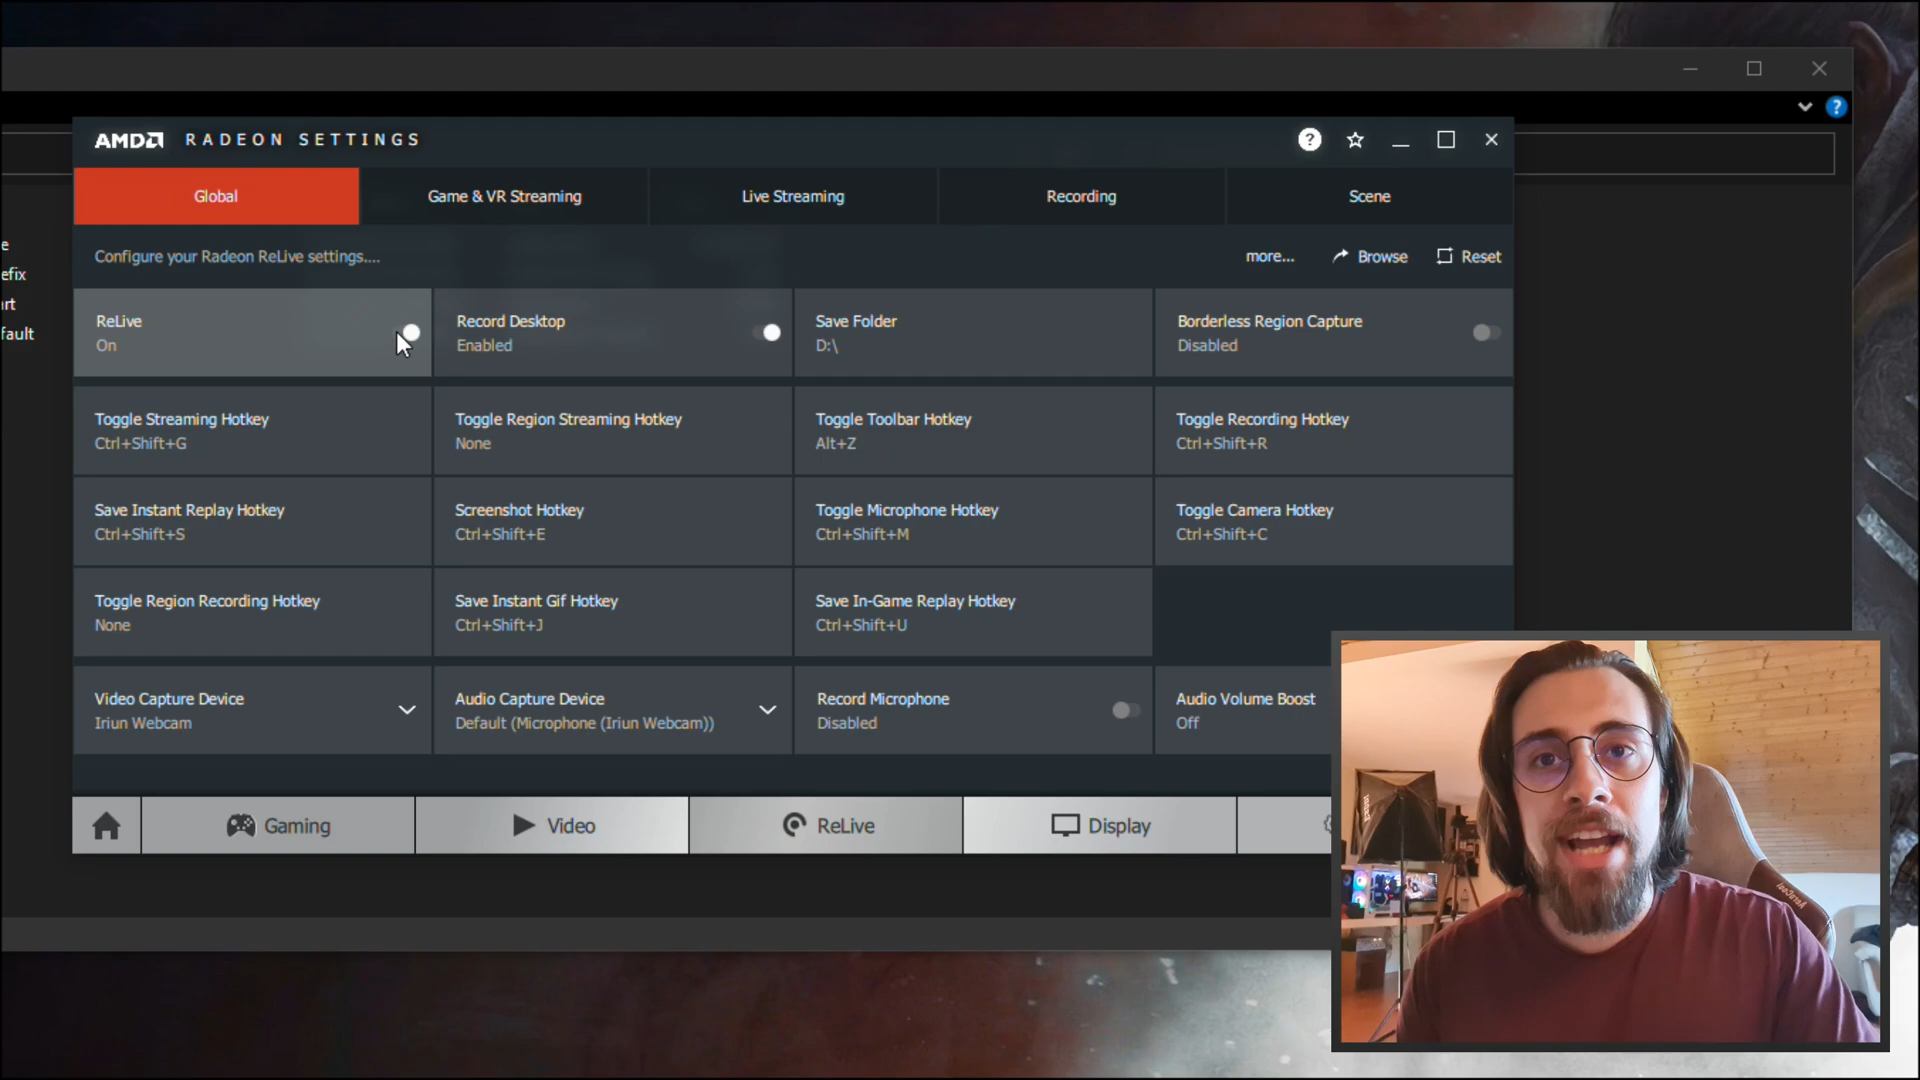 ?
AMD RADEON SETTINGS
?
Global
Game & VR Streaming
Live Streaming
Recording
Scene
Configure your Radeon ReLive settings....
more...
Browse
Reset
e
efix
rt
fault
ReLive
On
Record Desktop
Enabled
Save Folder
D:\
Borderless Region Capture
Disabled
Toggle Streaming Hotkey
Ctrl+Shift+G
Toggle Region Streaming Hotkey
None
Toggle Toolbar Hotkey
Alt+Z
Toggle Recording Hotkey
Ctrl+Shift+R
Save Instant Replay Hotkey
Ctrl+Shift+S
Screenshot Hotkey
Ctrl+Shift+E
Toggle Microphone Hotkey
Ctrl+Shift+M
Toggle Camera Hotkey
Ctrl+Shift+C
Toggle Region Recording Hotkey
None
Save Instant Gif Hotkey
Ctrl+Shift+J
Save In-Game Replay Hotkey
Ctrl+Shift+U
Video Capture Device
Iriun Webcam
Audio Capture Device
Default (Microphone (Iriun Webcam))
Record Microphone
Disabled
Audio Volume Boost
Off
Gaming
Video
ReLive
Display